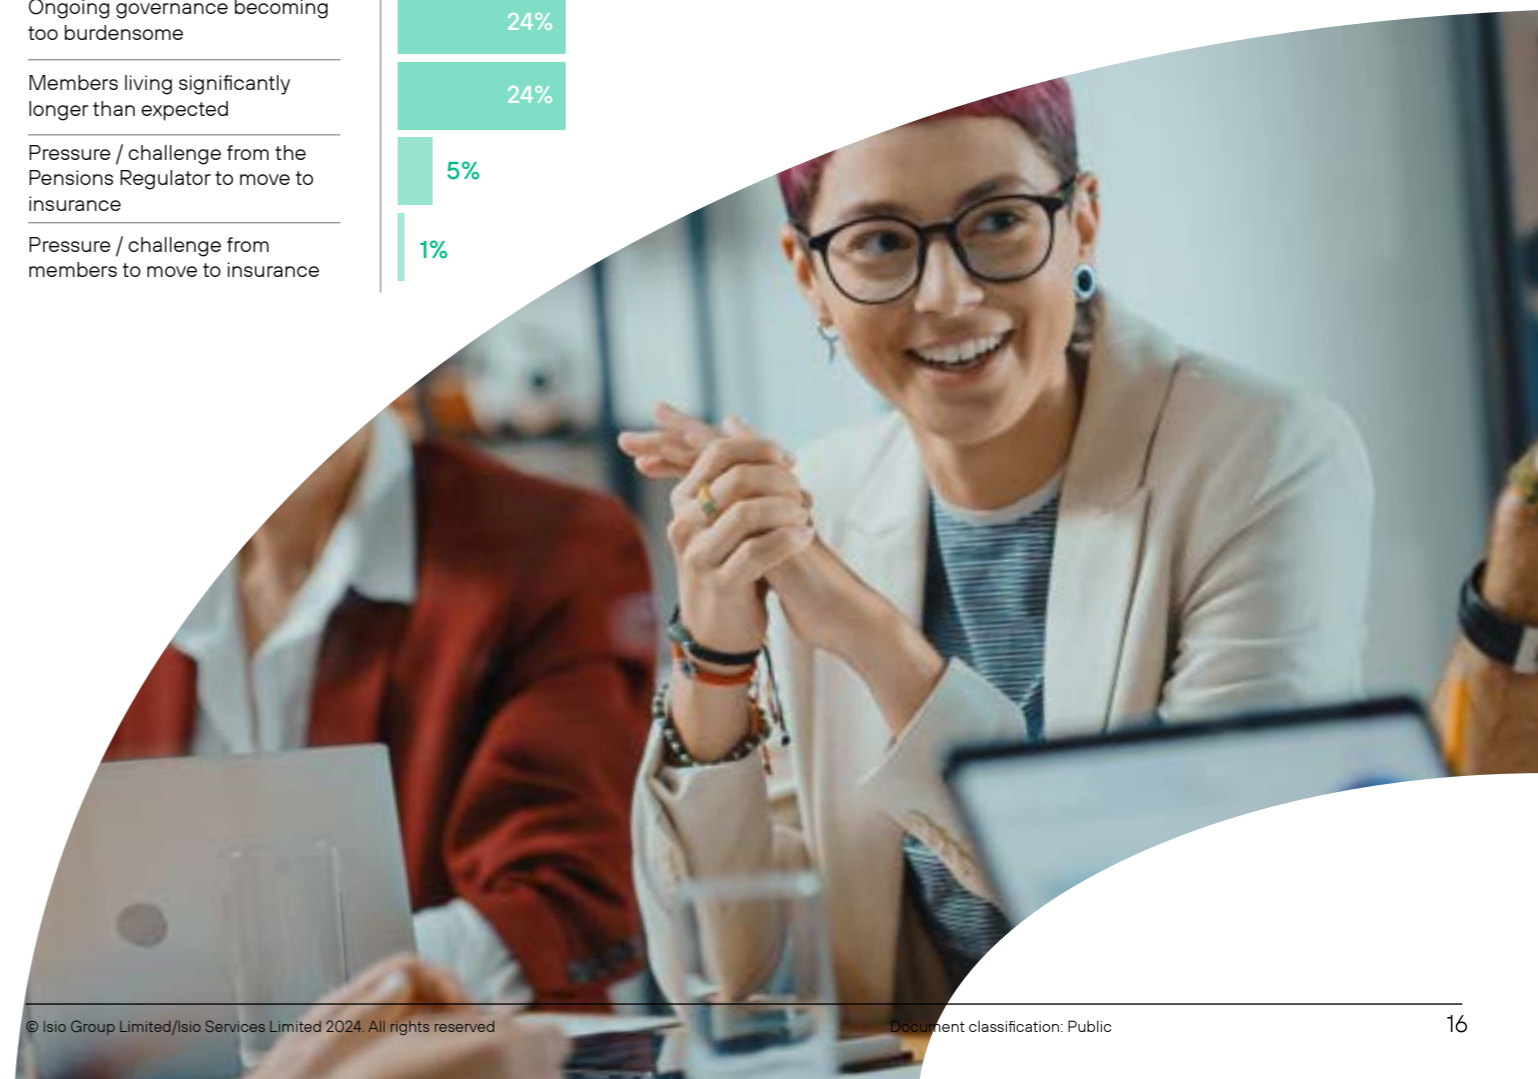 Ongoing governance becoming
too burdensome
24%
Members living significantly
longer than expected
24%
Pressure / challenge from the
Pensions Regulator to move to
insurance
5%
Pressure / challenge from
members to move to insurance
1%
© Isio Group Limited/Isio Services Limited 2024. All rights reserved
Document classification: Public
16